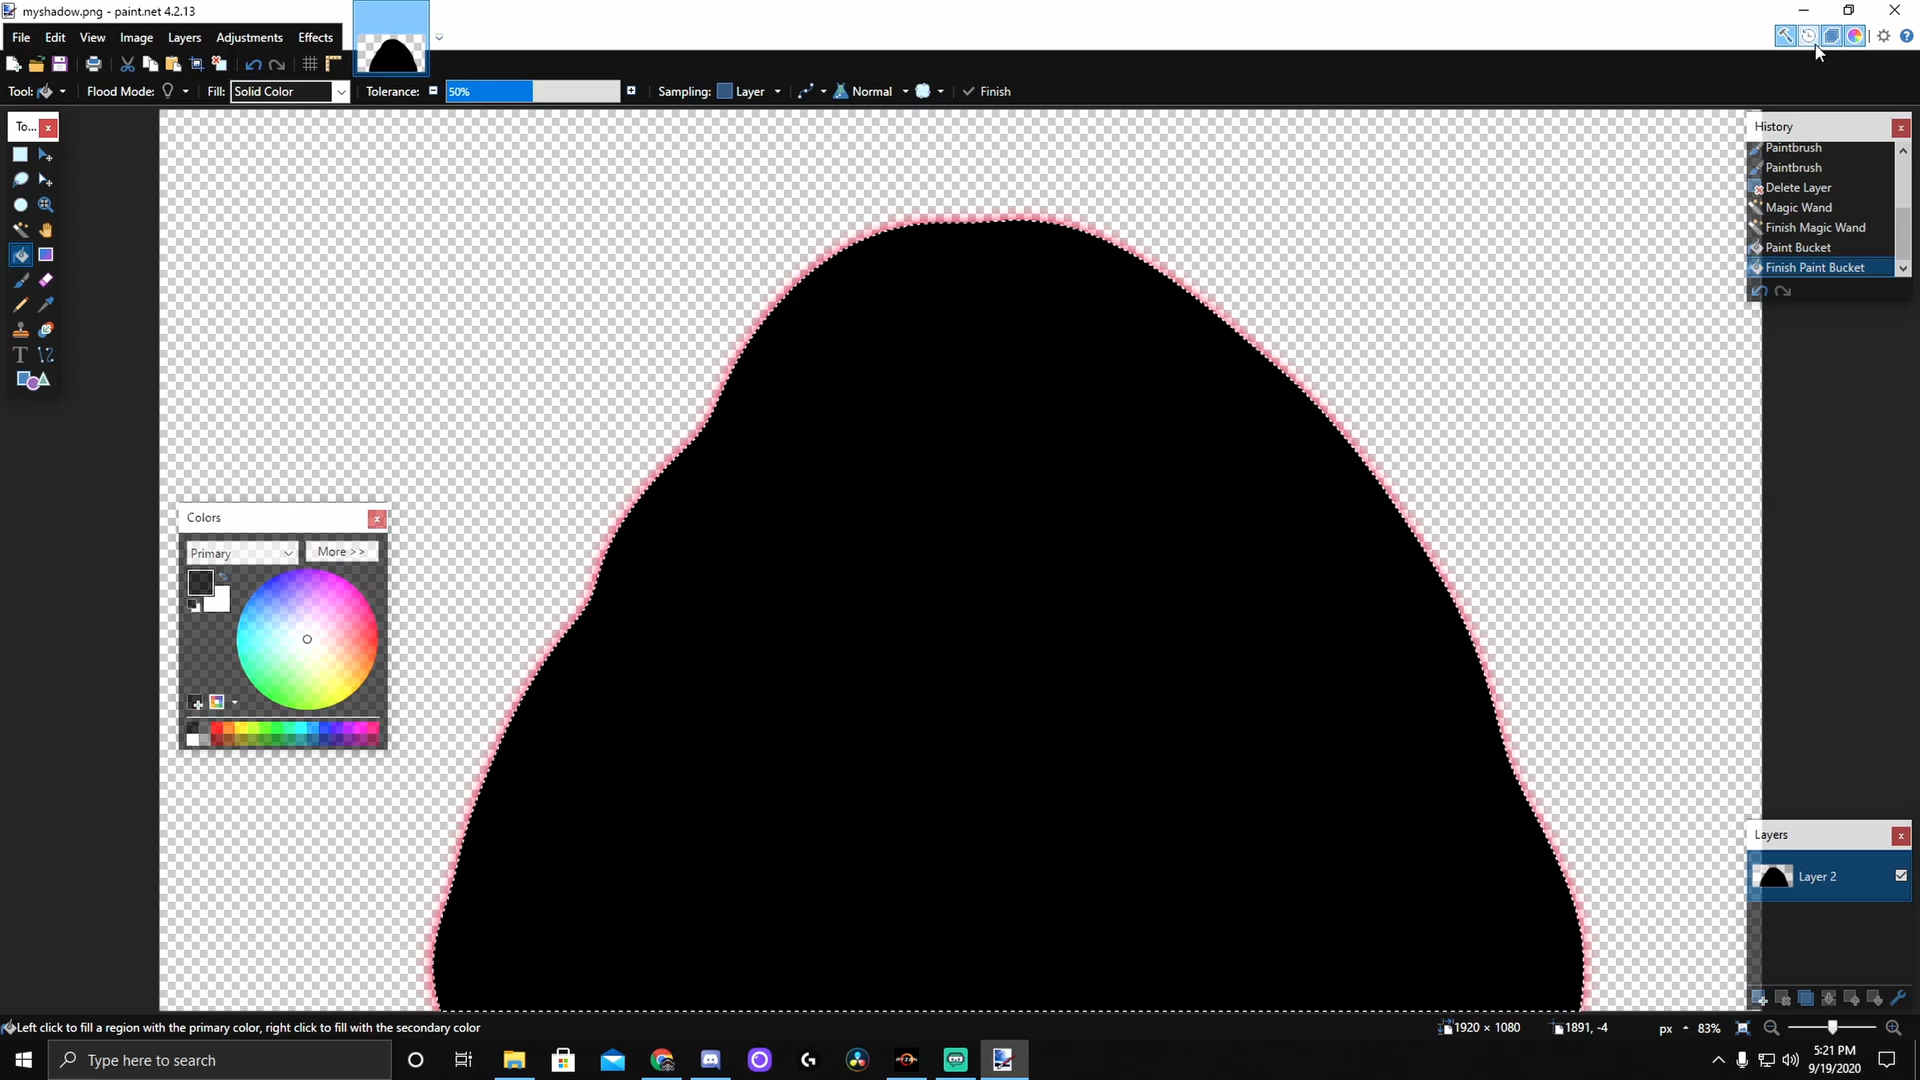 myshadow.png - paint.net 4.2.13
File Edit View Image Layers Adjustments Effects
Tool: Flood Mode: Fill: Solid Color Tolerance: 50% Sampling: Layer Normal Finish
To...
History
Paintbrush
Paintbrush
Delete Layer
Magic Wand
Finish Magic Wand
Paint Bucket
Finish Paint Bucket
Colors
Primary More >>
Layers
Layer 2
Left click to fill a region with the primary color, right click to fill with the secondary color
1920 × 1080 1891, -4 px 83%
Type here to search
RYZEN
5:21 PM
9/19/2020